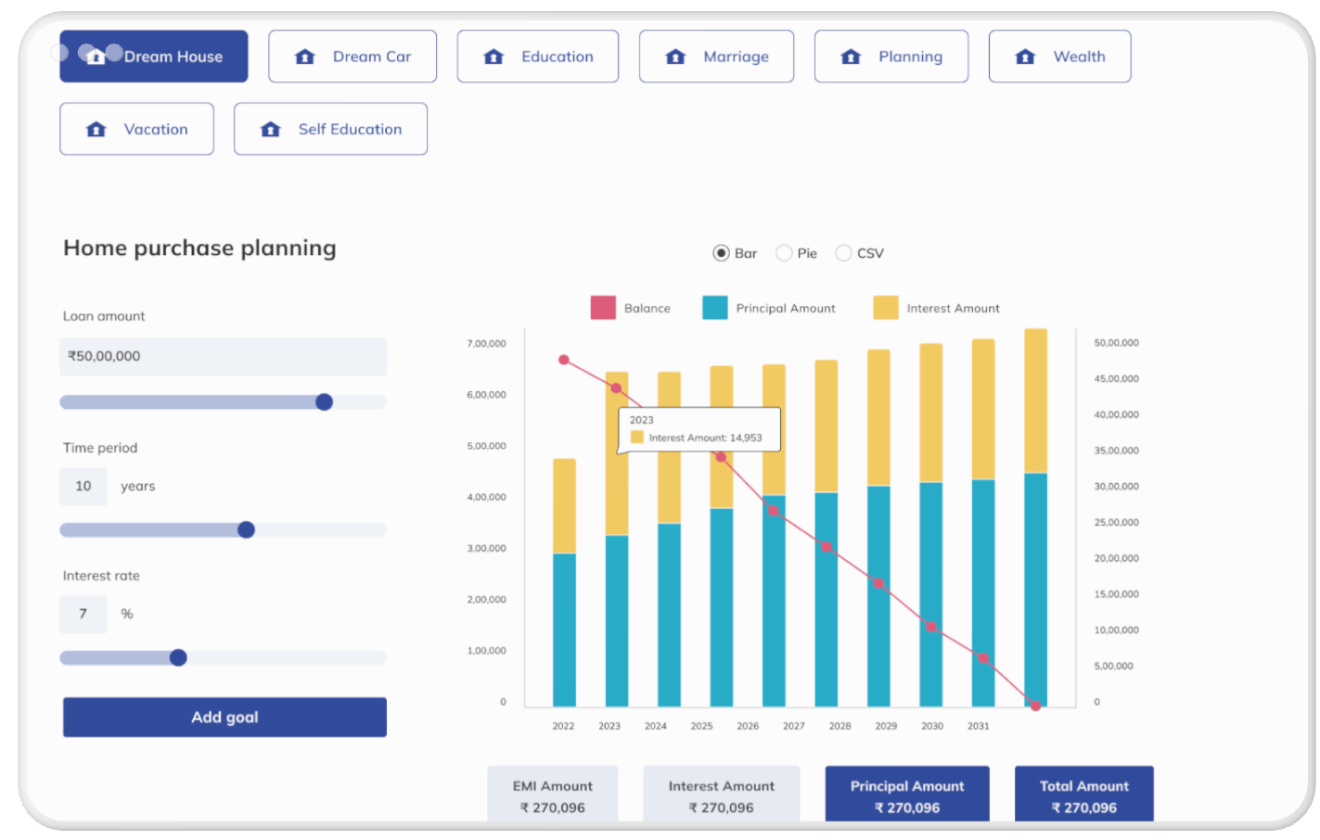 Dream House
Dream Car
Education
Marriage
Planning
Wealth
Vacation
Self Education
Home purchase planning
Bar
Pie
CSV
Loan amount
₹50,00,000
Time period
10 years
Interest rate
7 %
Add goal
Balance
Principal Amount
Interest Amount
7,00,000
6,00,000
5,00,000
4,00,000
3,00,000
2,00,000
1,00,000
0
2023
Interest Amount: 14,953
50,00,000
45,00,000
40,00,000
35,00,000
30,00,000
25,00,000
20,00,000
15,00,000
10,00,000
5,00,000
0
2022 2023 2024 2025 2026 2027 2028 2029 2030 2031
EMI Amount
₹ 270,096
Interest Amount
₹ 270,096
Principal Amount
₹ 270,096
Total Amount
₹ 270,096